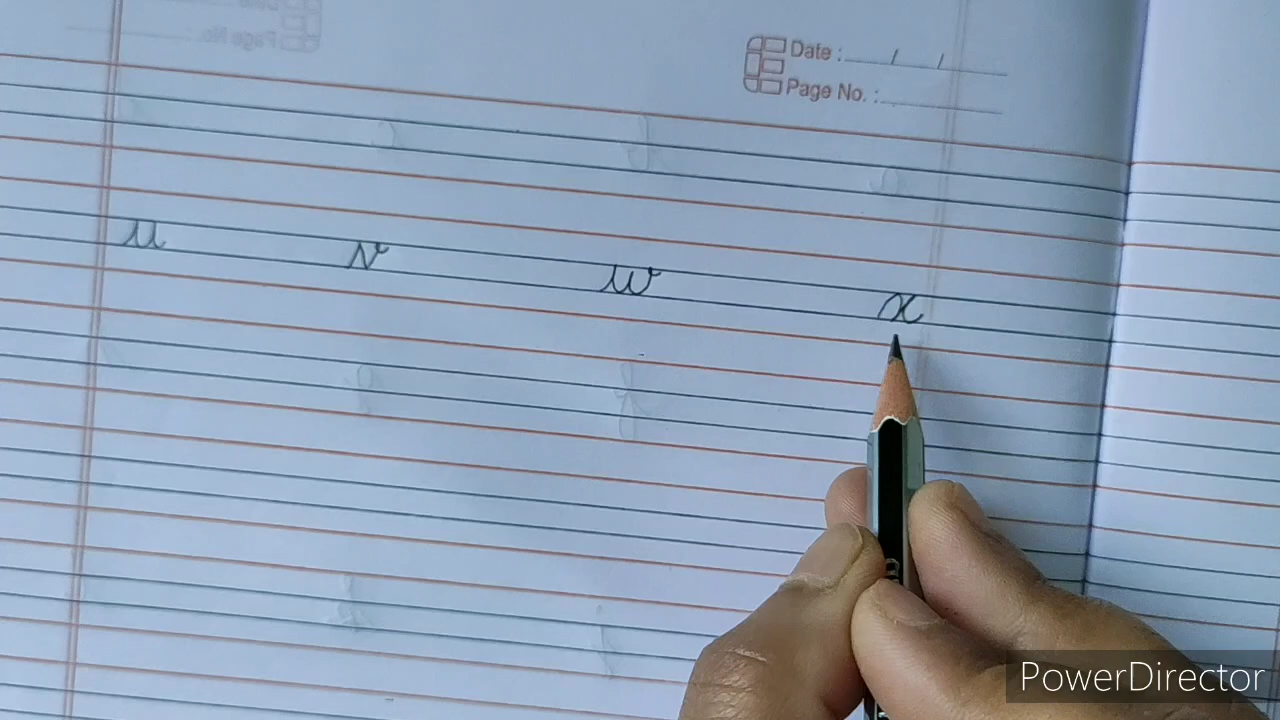 Date : / /
Page No. :
u v w x
PowerDirector